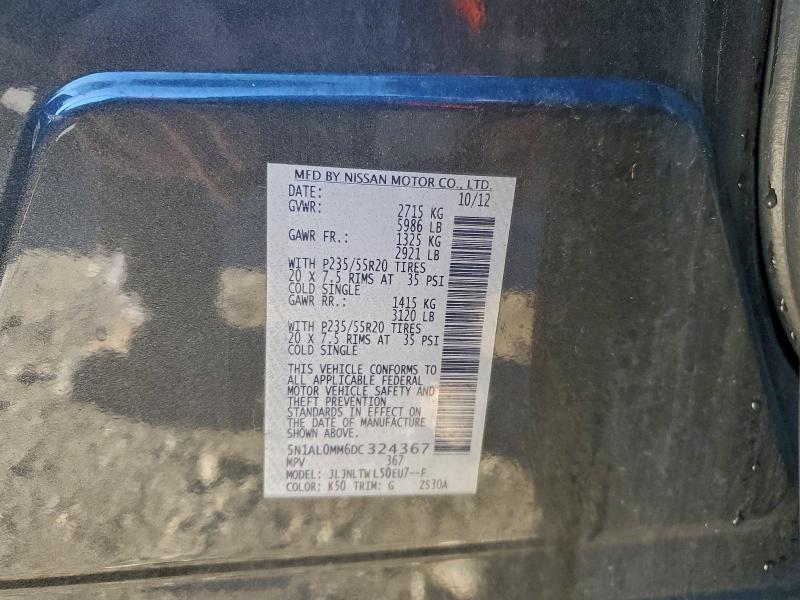 MFD BY NISSAN MOTOR CO., LTD.
DATE: 10/12
GVWR: 2715 KG
5986 LB
GAWR FR.: 1325 KG
2921 LB
WITH P235/55R20 TIRES
20 X 7.5 RIMS AT 35 PSI
COLD SINGLE
GAWR RR.: 1415 KG
3120 LB
WITH P235/55R20 TIRES
20 X 7.5 RIMS AT 35 PSI
COLD SINGLE
THIS VEHICLE CONFORMS TO
ALL APPLICABLE FEDERAL
MOTOR VEHICLE SAFETY AND
THEFT PREVENTION
STANDARDS IN EFFECT ON
THE DATE OF MANUFACTURE
SHOWN ABOVE.
5N1AL0MM6DC324367
MPV 367
MODEL: JLJNLTWL50EU7--F
COLOR: K50 TRIM: G ZS30A